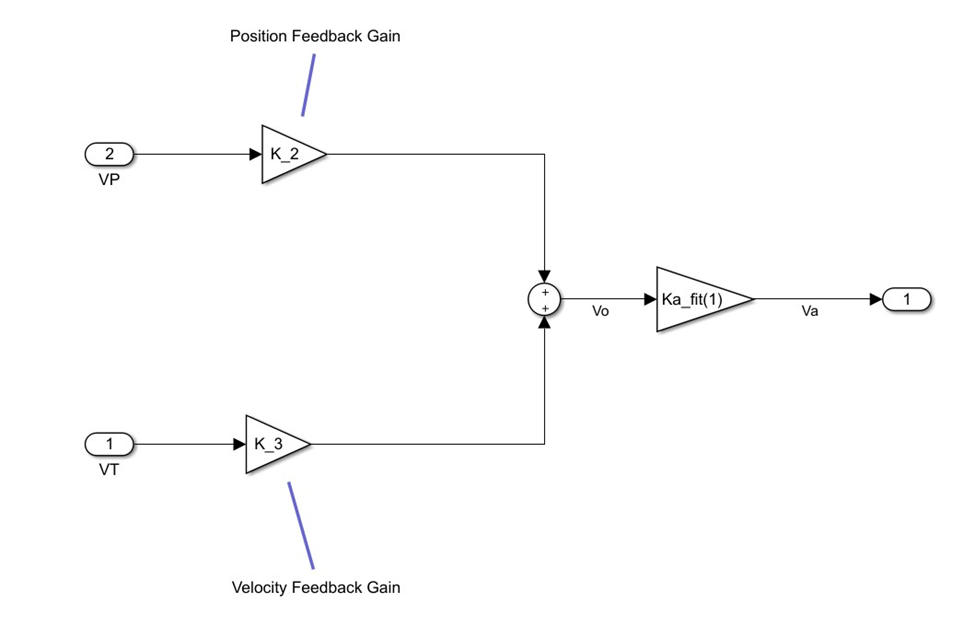 Position Feedback Gain
2
K_2
VP
+
+
Ka_fit(1)
1
Vo
Va
1
K_3
VT
Velocity Feedback Gain